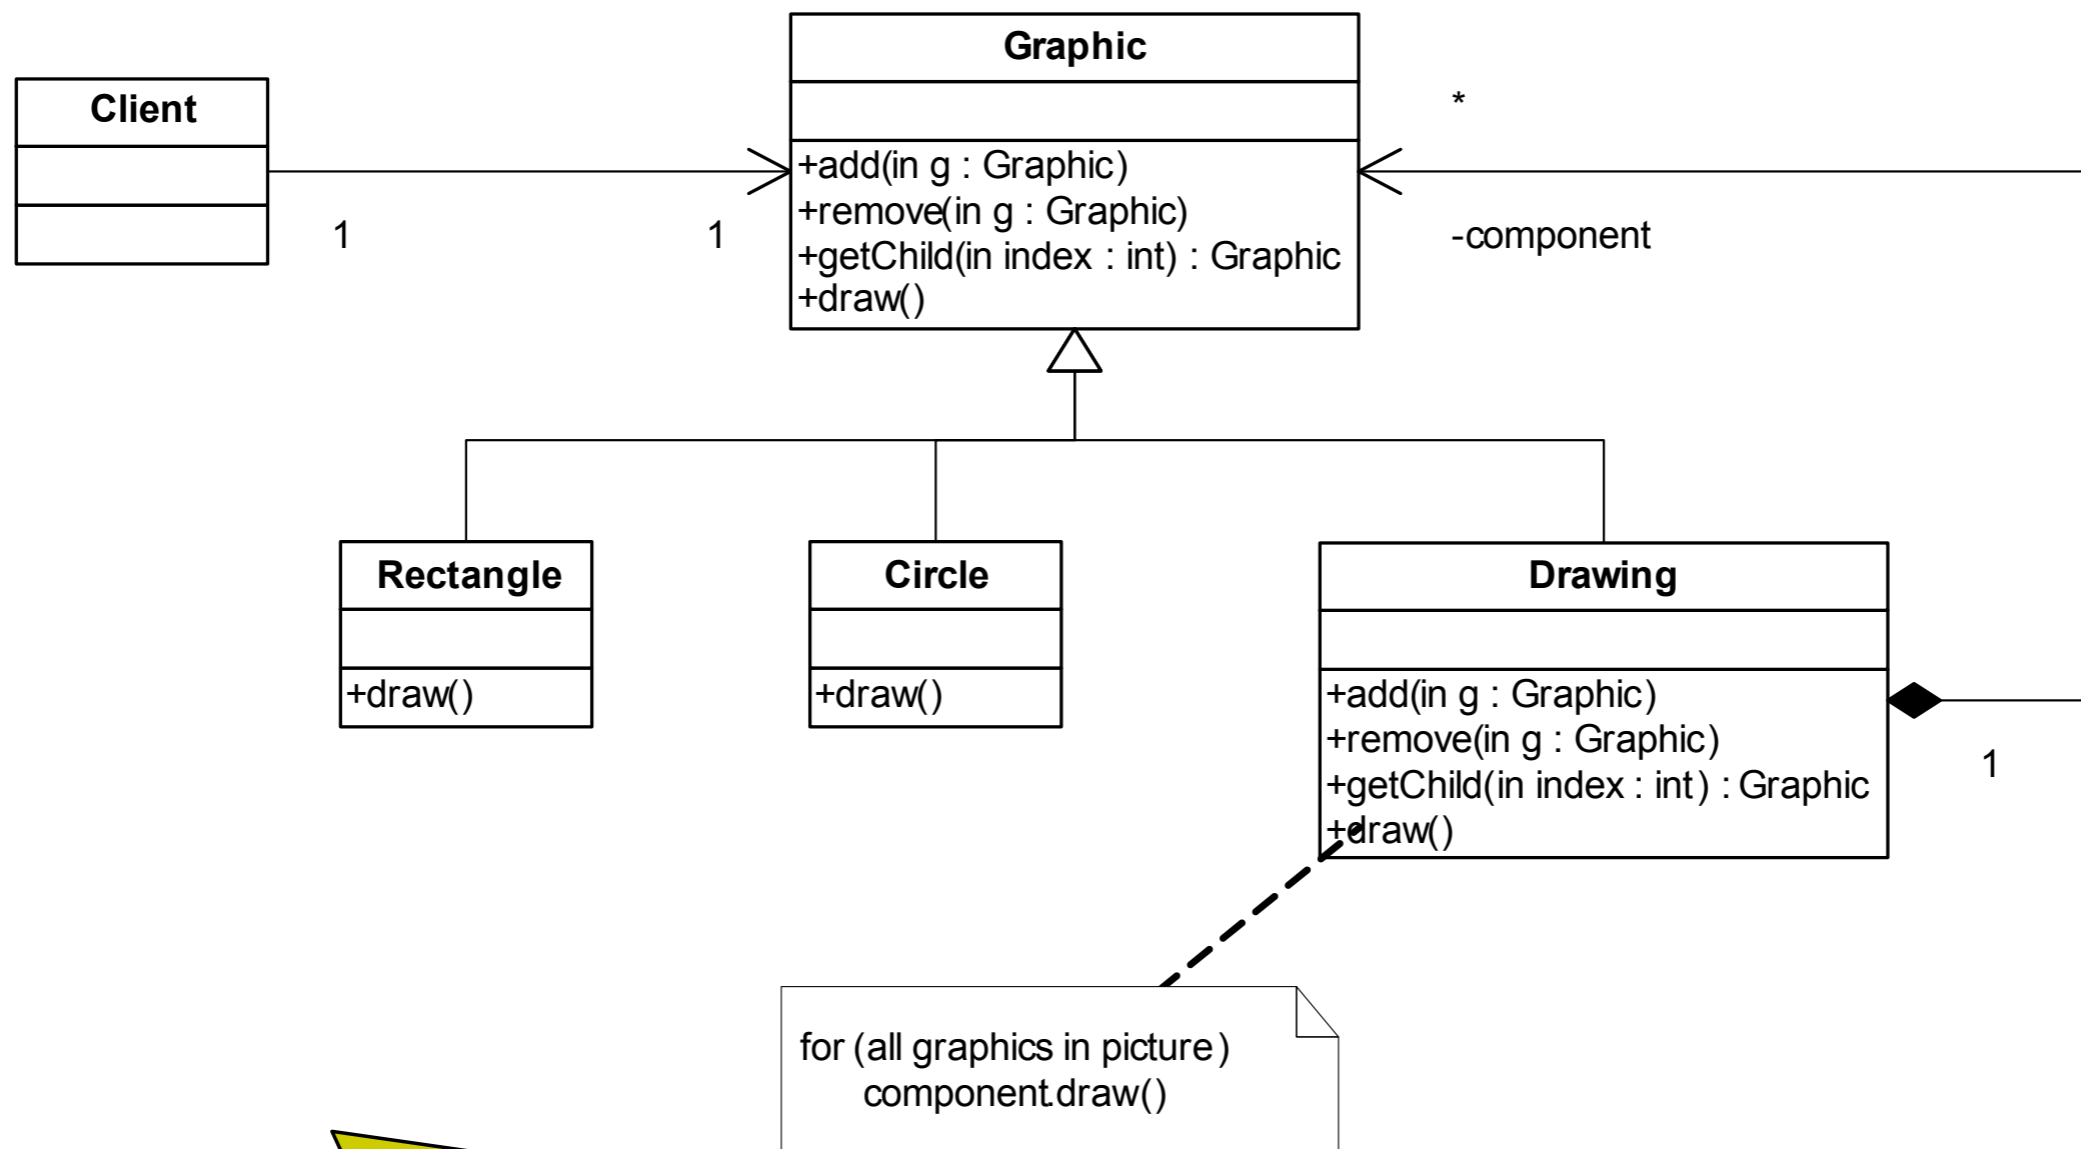 Graphic
Client
*
+add(in g : Graphic)
+remove(in g : Graphic)
+getChild(in index : int) : Graphic
+draw()
1
1
-component
Rectangle
+draw()
Circle
+draw()
Drawing
+add(in g : Graphic)
+remove(in g : Graphic)
+getChild(in index : int) : Graphic
+draw()
1
for (all graphics in picture)
component.draw()